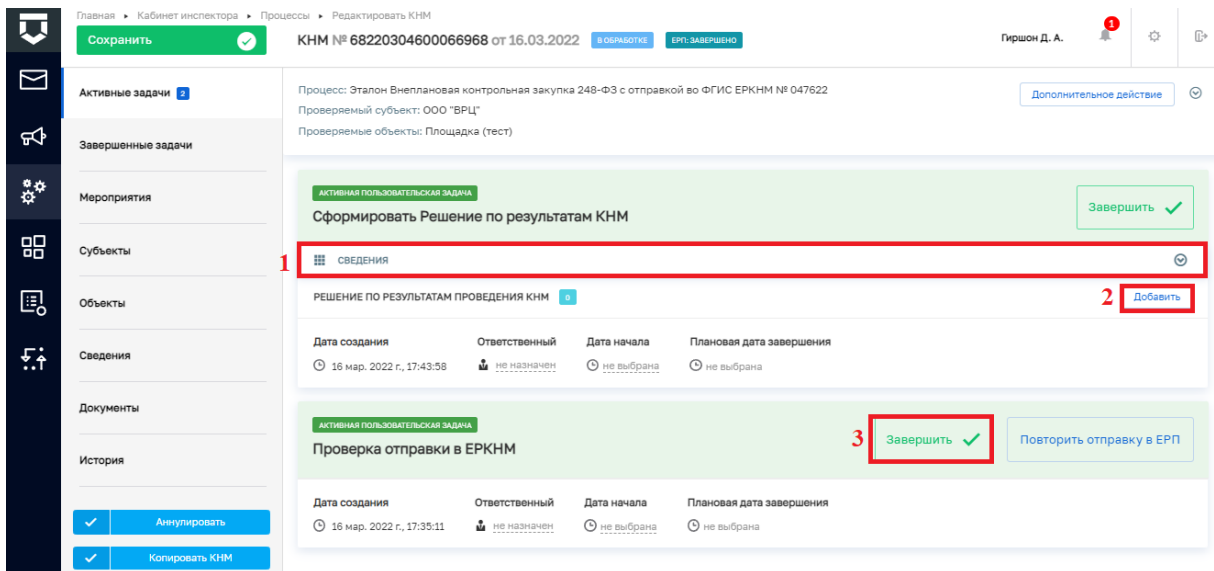 Главная ▸ Кабинет инспектора ▸ Процессы ▸ Редактировать КНМ
Сохранить
КНМ № 68220304600066968 от 16.03.2022 В ОБРАБОТКЕ ЕРП: ЗАВЕРШЕНО
Гиршон Д. А.
1
Активные задачи 2
Завершенные задачи
Мероприятия
Субъекты
Объекты
Сведения
Документы
История
Аннулировать
Копировать КНМ
Процесс: Эталон Внеплановая контрольная закупка 248-ФЗ с отправкой во ФГИС ЕРКНМ № 047622
Дополнительное действие
Проверяемый субъект: ООО "ВРЦ"
Проверяемые объекты: Площадка (тест)
АКТИВНАЯ ПОЛЬЗОВАТЕЛЬСКАЯ ЗАДАЧА
Сформировать Решение по результатам КНМ
Завершить
1 СВЕДЕНИЯ
РЕШЕНИЕ ПО РЕЗУЛЬТАТАМ ПРОВЕДЕНИЯ КНМ 0
2 Добавить
Дата создания Ответственный Дата начала Плановая дата завершения
16 мар. 2022 г., 17:43:58 не назначен не выбрана не выбрана
АКТИВНАЯ ПОЛЬЗОВАТЕЛЬСКАЯ ЗАДАЧА
Проверка отправки в ЕРКНМ
3 Завершить Повторить отправку в ЕРП
Дата создания Ответственный Дата начала Плановая дата завершения
16 мар. 2022 г., 17:35:11 не назначен не выбрана не выбрана